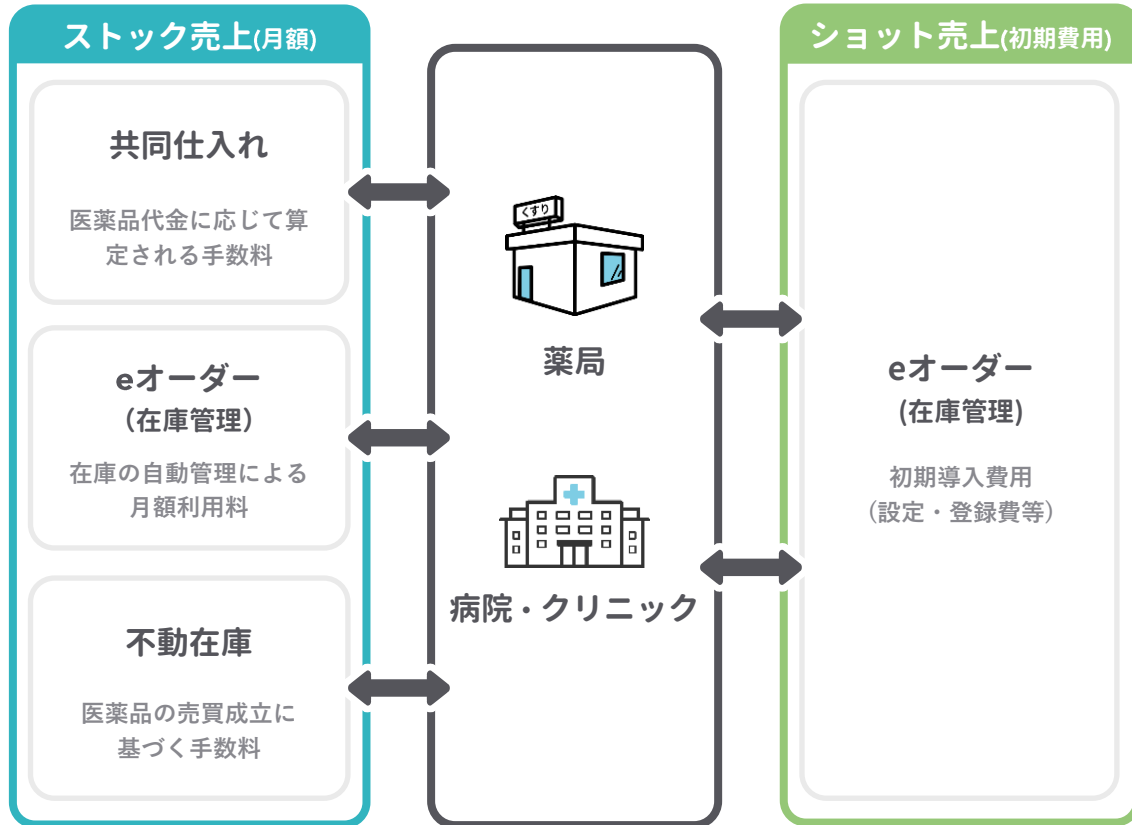 ストック売上(月額)
共同仕入れ
医薬品代金に応じて算
定される手数料
eオーダー
（在庫管理）
在庫の自動管理による
月額利用料
不動在庫
医薬品の売買成立に
基づく手数料
くすり
薬局
病院・クリニック
ショット売上(初期費用)
eオーダー
(在庫管理)
初期導入費用
（設定・登録費等）